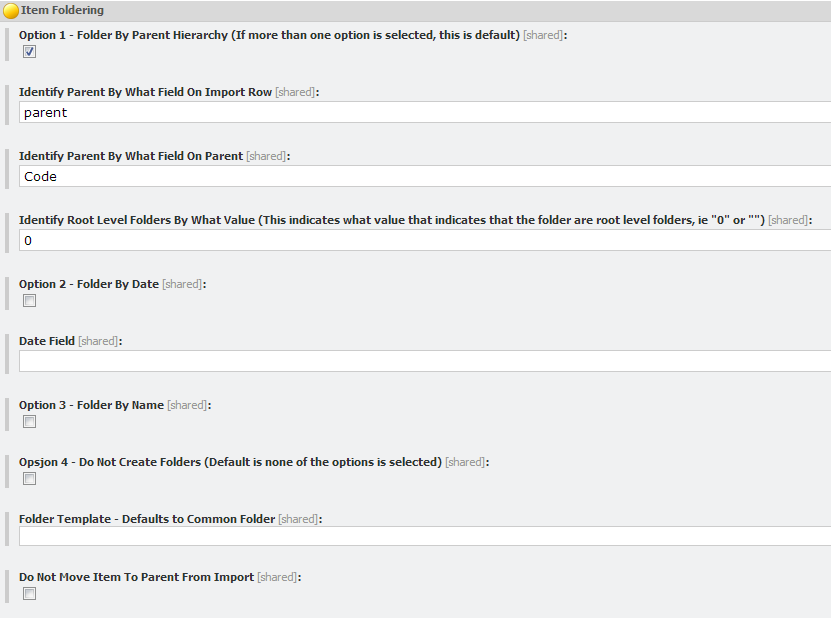 Item Foldering
Option 1 - Folder By Parent Hierarchy (If more than one option is selected, this is default) [shared]:
Identify Parent By What Field On Import Row [shared]:
parent
Identify Parent By What Field On Parent [shared]:
Code
Identify Root Level Folders By What Value (This indicates what value that indicates that the folder are root level folders, ie "0" or "") [shared]:
0
Option 2 - Folder By Date [shared]:
Date Field [shared]:
Option 3 - Folder By Name [shared]:
Opsjon 4 - Do Not Create Folders (Default is none of the options is selected) [shared]:
Folder Template - Defaults to Common Folder [shared]:
Do Not Move Item To Parent From Import [shared]: